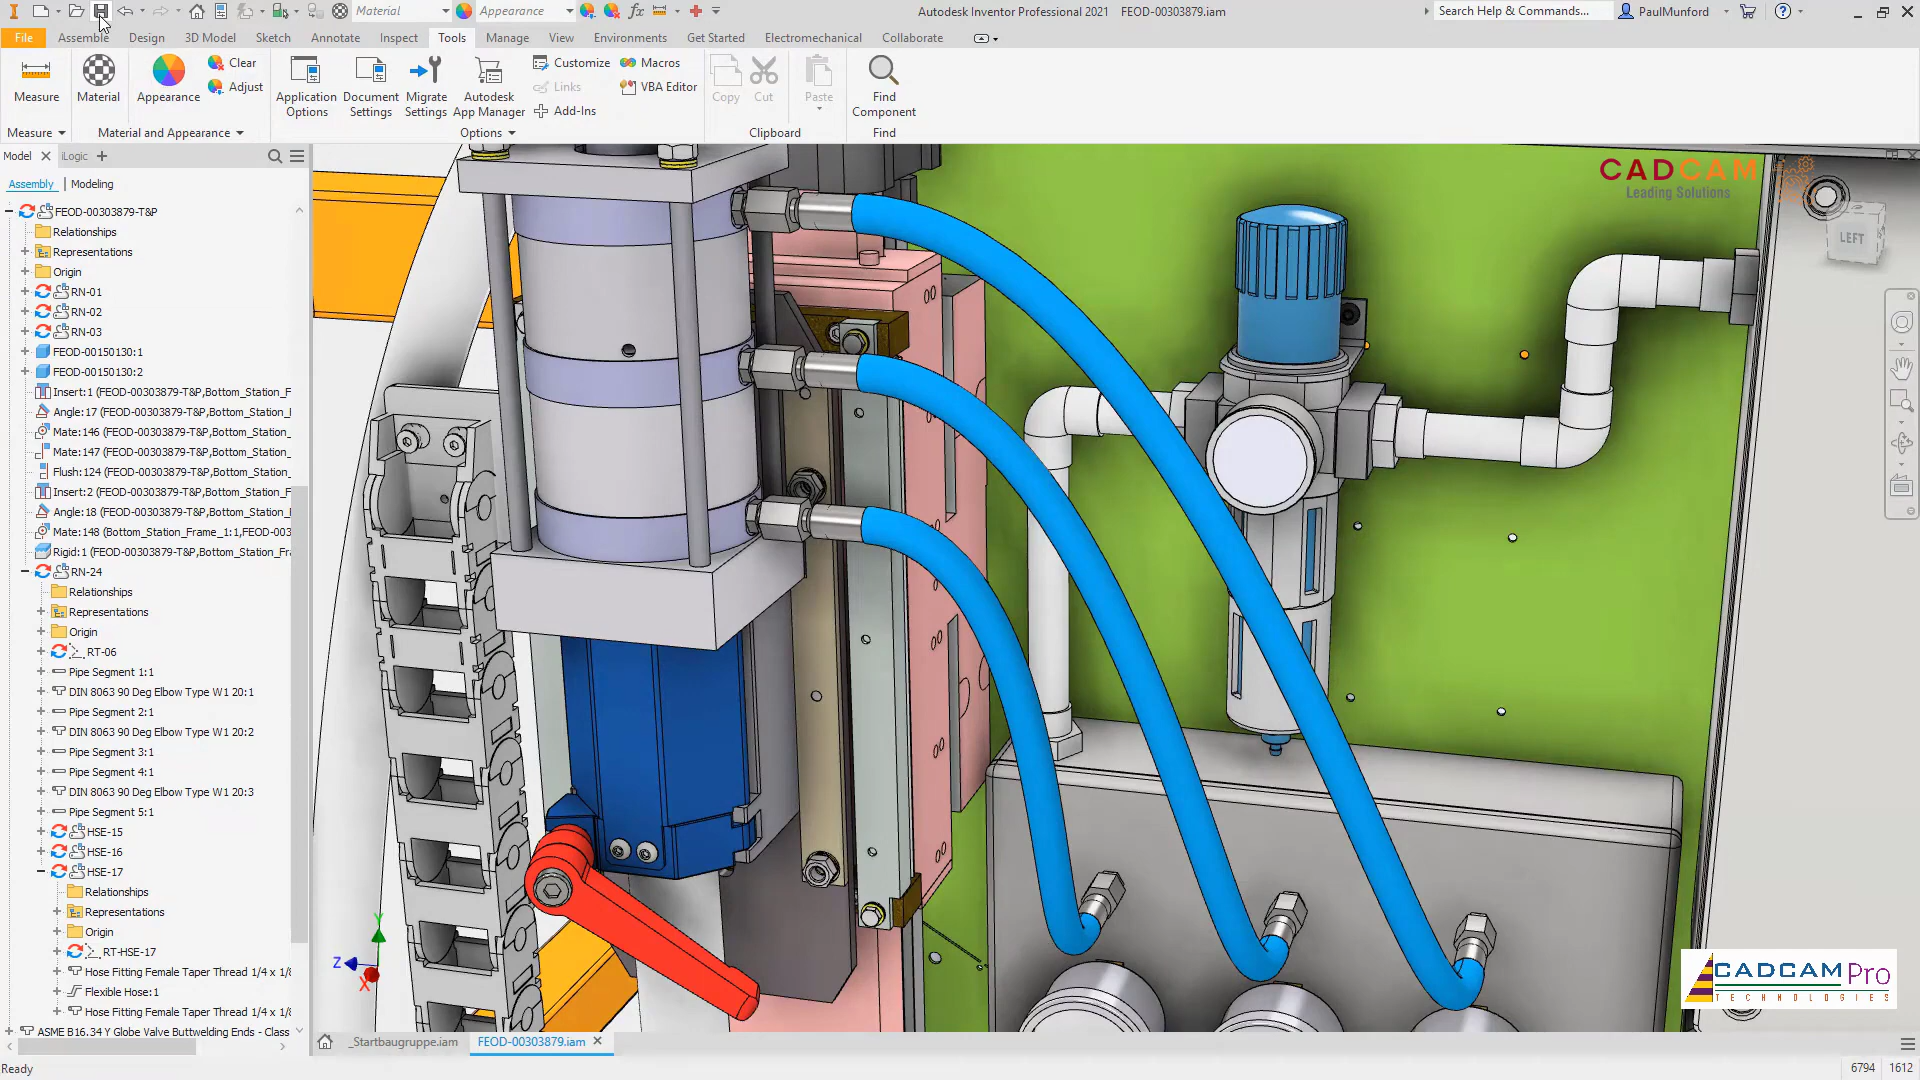 Material
Appearance
Autodesk Inventor Professional 2021 FEOD-00303879.iam
Search Help & Commands...
PaulMunford
File
Assemble
Design
3D Model
Sketch
Annotate
Inspect
Tools
Manage
View
Environments
Get Started
Electromechanical
Collaborate
Measure
Material
Appearance
Clear
Adjust
Application Options
Document Settings
Migrate Settings
Autodesk App Manager
Customize
Links
Add-Ins
Macros
VBA Editor
Copy
Cut
Paste
Find Component
Measure
Material and Appearance
Options
Clipboard
Find
Model
iLogic
Assembly
Modeling
FEOD-00303879-T&P
Relationships
Representations
Origin
RN-01
RN-02
RN-03
FEOD-00150130:1
FEOD-00150130:2
Insert:1 (FEOD-00303879-T&P,Bottom_Station_F
Angle:17 (FEOD-00303879-T&P,Bottom_Station_
Mate:146 (FEOD-00303879-T&P,Bottom_Station_
Mate:147 (FEOD-00303879-T&P,Bottom_Station_
Flush:124 (FEOD-00303879-T&P,Bottom_Station_
Insert:2 (FEOD-00303879-T&P,Bottom_Station_F
Angle:18 (FEOD-00303879-T&P,Bottom_Station_
Mate:148 (Bottom_Station_Frame_1:1,FEOD-003
Rigid:1 (FEOD-00303879-T&P,Bottom_Station_Fra
RN-24
Relationships
Representations
Origin
RT-06
Pipe Segment 1:1
DIN 8063 90 Deg Elbow Type W1 20:1
Pipe Segment 2:1
DIN 8063 90 Deg Elbow Type W1 20:2
Pipe Segment 3:1
Pipe Segment 4:1
DIN 8063 90 Deg Elbow Type W1 20:3
Pipe Segment 5:1
HSE-15
HSE-16
HSE-17
Relationships
Representations
Origin
RT-HSE-17
Hose Fitting Female Taper Thread 1/4 x 1/8
Flexible Hose:1
Hose Fitting Female Taper Thread 1/4 x 1/8
ASME B16.34 Y Globe Valve Buttwelding Ends - Class
CADCAM
Leading Solutions
LEFT
Y
Z
X
CADCAM Pro
TECHNOLOGIES
_Startbaugruppe.iam
FEOD-00303879.iam
Ready
6794
1612